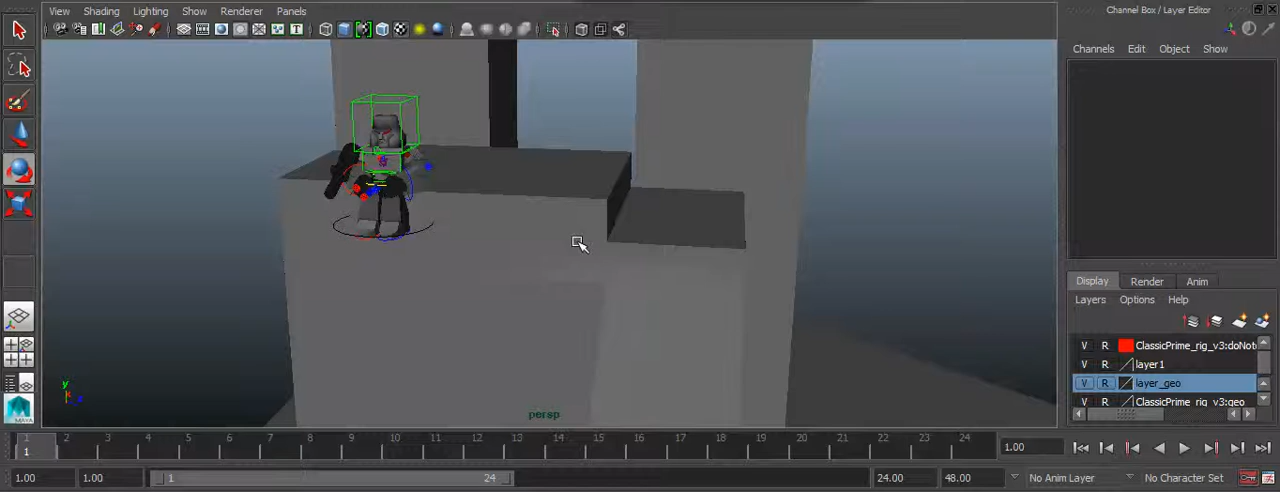 View Shading Lighting Show Renderer Panels
Channel Box / Layer Editor
Channels Edit Object Show
Display Render Anim
Layers Options Help
V R ClassicPrime_rig_v3:doNot
V R layer1
V R layer_geo
V R ClassicPrime_rig_v3:geo
y
persp
MAYA
1 2 3 4 5 6 7 8 9 10 11 12 13 14 15 16 17 18 19 20 21 22 23 24
1
1.00
1.00 1.00 1 24 24.00 48.00 No Anim Layer No Character Set